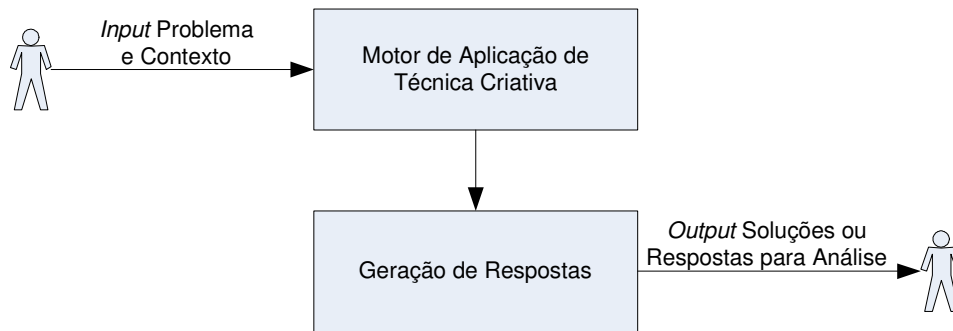 Input Problema
e Contexto
Motor de Aplicação de
Técnica Criativa
Geração de Respostas
Output Soluções ou
Respostas para Análise